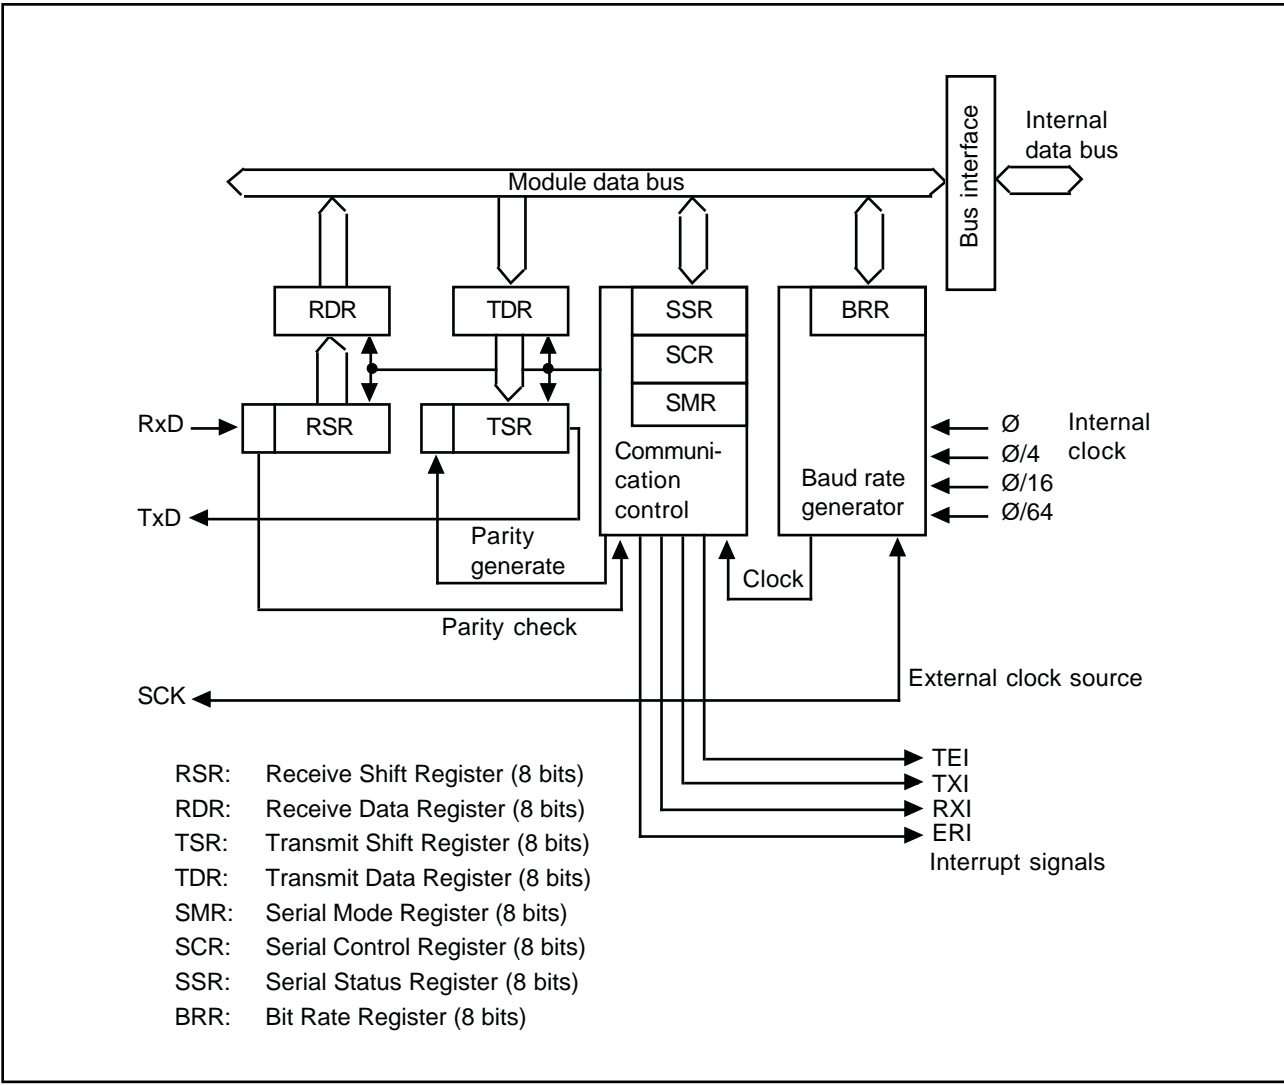 Internal
data bus
Bus interface
Module data bus
RDR
TDR
SSR
BRR
SCR
SMR
RxD
RSR
TSR
Ø
Internal
clock
Ø/4
Ø/16
Ø/64
Communi-
cation
control
Baud rate
generator
TxD
Parity
generate
Clock
Parity check
External clock source
SCK
TEI
TXI
RXI
ERI
Interrupt signals
RSR: Receive Shift Register (8 bits)
RDR: Receive Data Register (8 bits)
TSR: Transmit Shift Register (8 bits)
TDR: Transmit Data Register (8 bits)
SMR: Serial Mode Register (8 bits)
SCR: Serial Control Register (8 bits)
SSR: Serial Status Register (8 bits)
BRR: Bit Rate Register (8 bits)